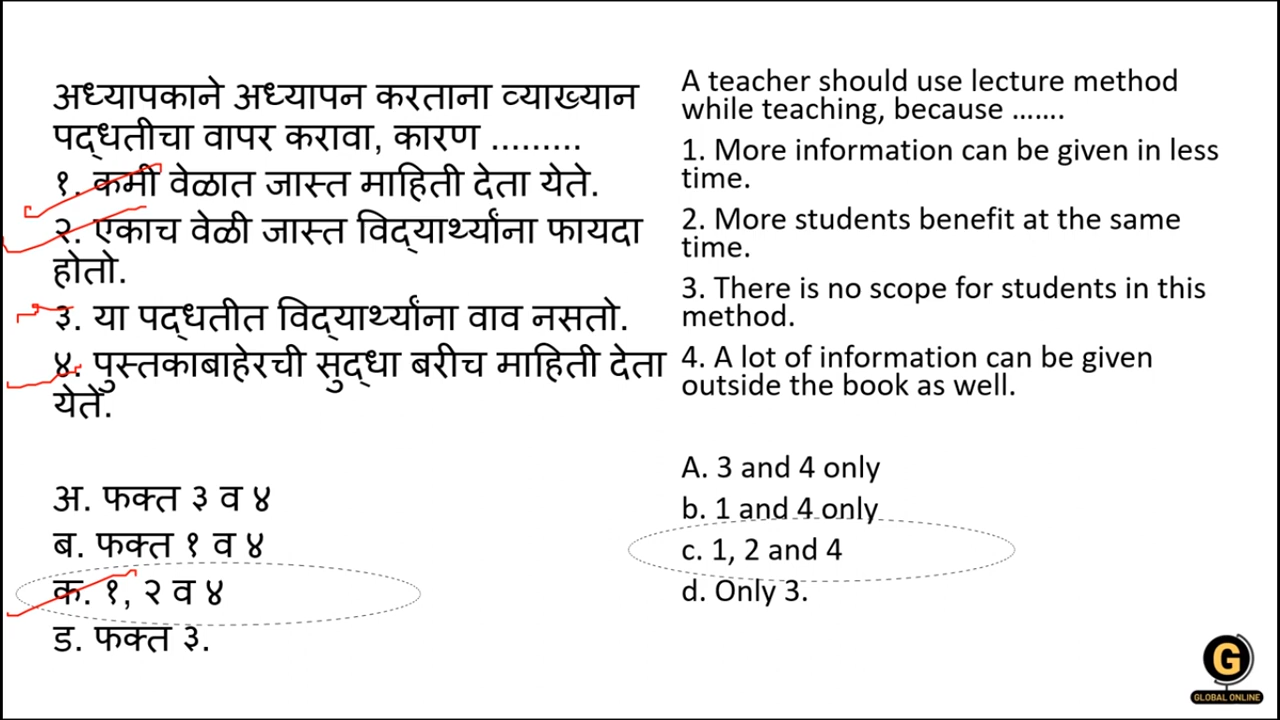 अध्यापकाने अध्यापन करताना व्याख्यान
पद्धतीचा वापर करावा, कारण .........
१. कमी वेळात जास्त माहिती देता येते.
२. एकाच वेळी जास्त विद्यार्थ्यांना फायदा
होतो.
३. या पद्धतीत विद्यार्थ्यांना वाव नसतो.
४. पुस्तकाबाहेरची सुद्धा बरीच माहिती देता
येते.
अ. फक्त ३ व ४
ब. फक्त १ व ४
क. १, २ व ४
ड. फक्त ३.
A teacher should use lecture method
while teaching, because …….
1. More information can be given in less
time.
2. More students benefit at the same
time.
3. There is no scope for students in this
method.
4. A lot of information can be given
outside the book as well.
A. 3 and 4 only
b. 1 and 4 only
c. 1, 2 and 4
d. Only 3.
G
GLOBAL ONLINE